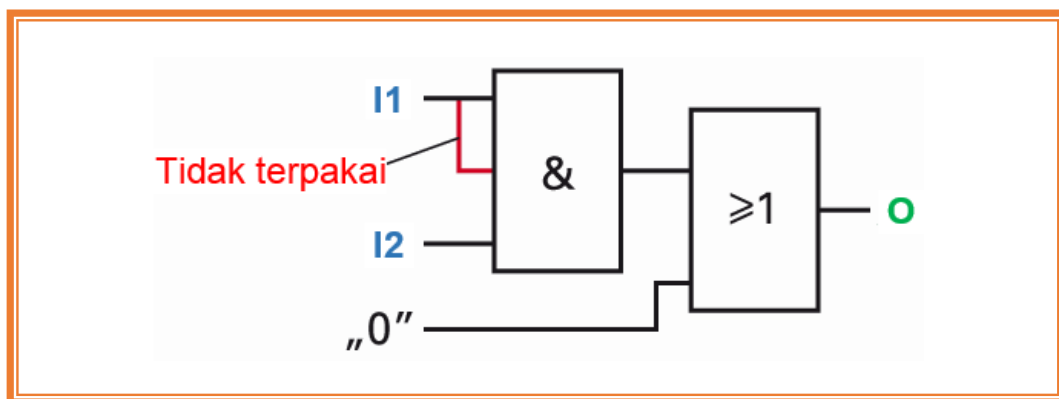 I1
Tidak terpakai
&
I2
≥1
O
„0”